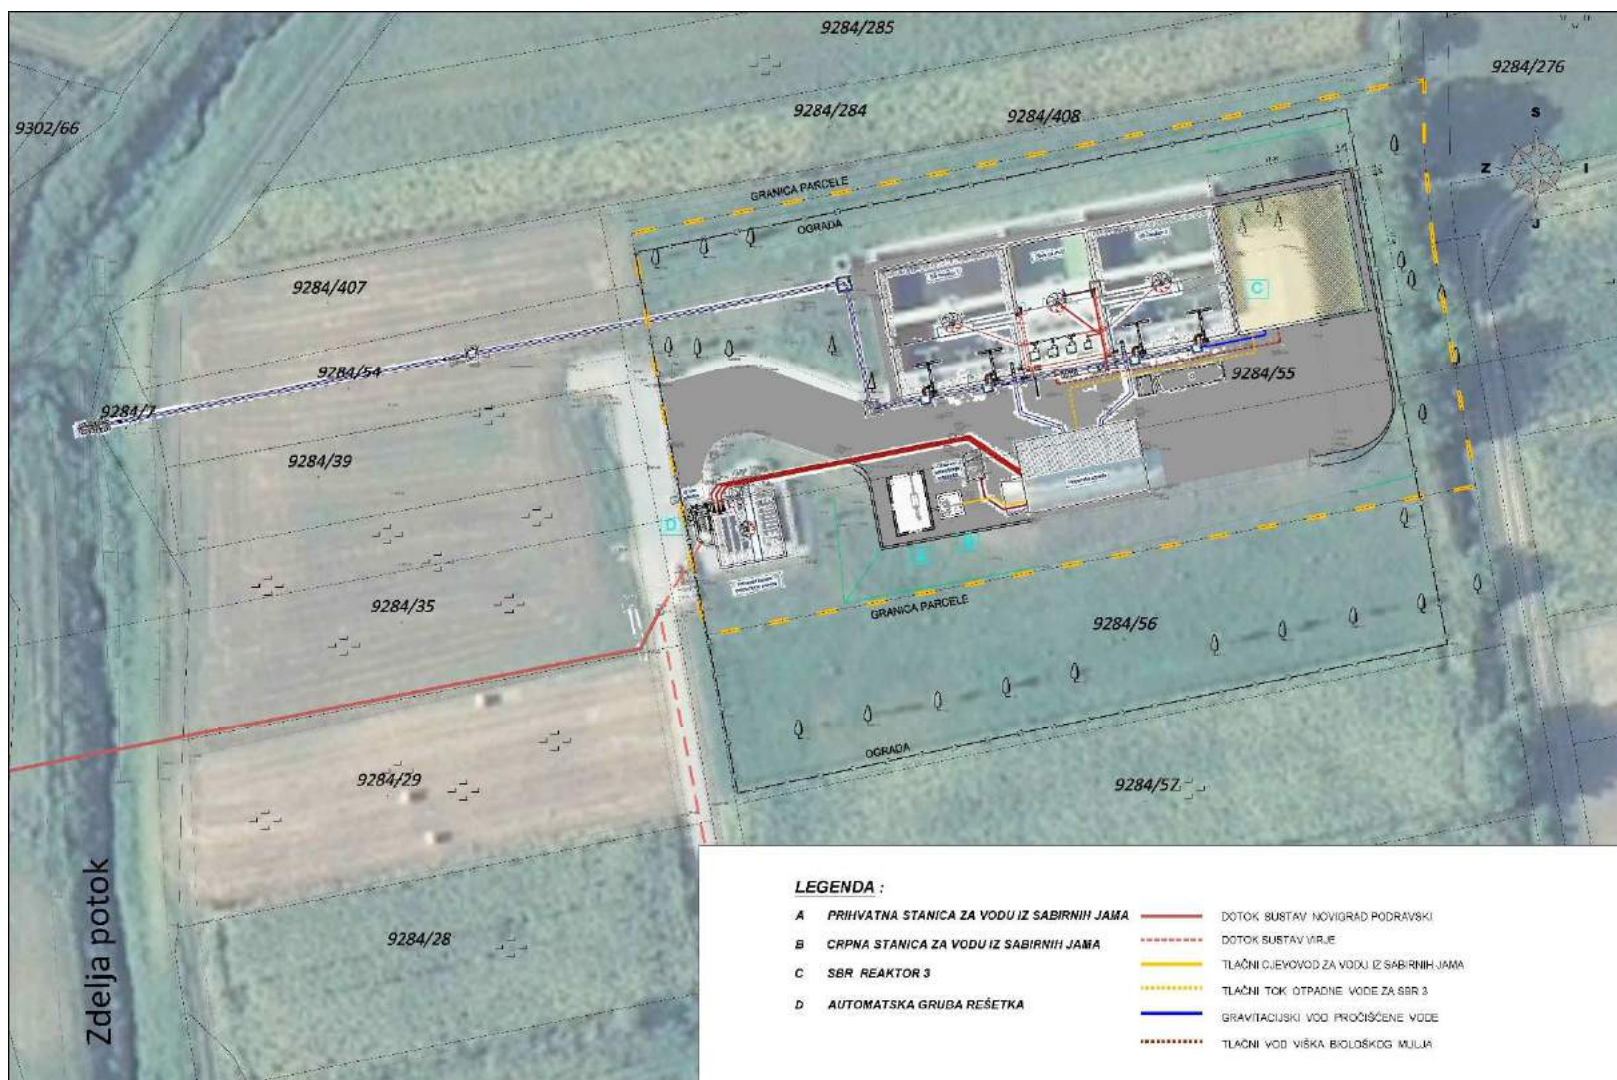 9284/285
9284/276
9284/284
9284/408
9302/66
S
Z
I
J
GRANICA PARCELE
OGRADA
9284/407
C
9284/54
9284/55
9284/7
9284/39
D
9284/35
GRANICA PARCELE
9284/56
OGRADA
9284/29
9284/57
9284/28
Zdelja potok
LEGENDA :
A PRIHVATNA STANICA ZA VODU IZ SABIRNIH JAMA
B CRPNA STANICA ZA VODU IZ SABIRNIH JAMA
C SBR REAKTOR 3
D AUTOMATSKA GRUBA REŠETKA
DOTOK SUSTAV NOVIGRAD PODRAVSKI
DOTOK SUSTAV VIRJE
TLAČNI CJEVOVOD ZA VODU IZ SABIRNIH JAMA
TLAČNI TOK OTPADNE VODE ZA SBR 3
GRAVITACIJSKI VOD PROČIŠĆENE VODE
TLAČNI VOD VIŠKA BIOLOŠKOG MULJA